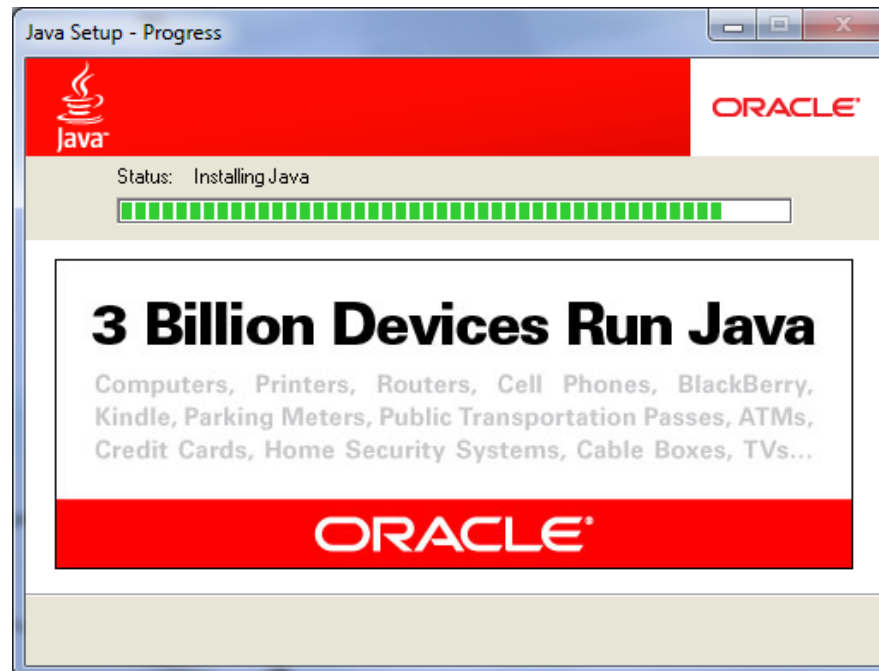 Java Setup - Progress
Java
ORACLE
Status: Installing Java
3 Billion Devices Run Java
Computers, Printers, Routers, Cell Phones, BlackBerry,
Kindle, Parking Meters, Public Transportation Passes, ATMs,
Credit Cards, Home Security Systems, Cable Boxes, TVs...
ORACLE